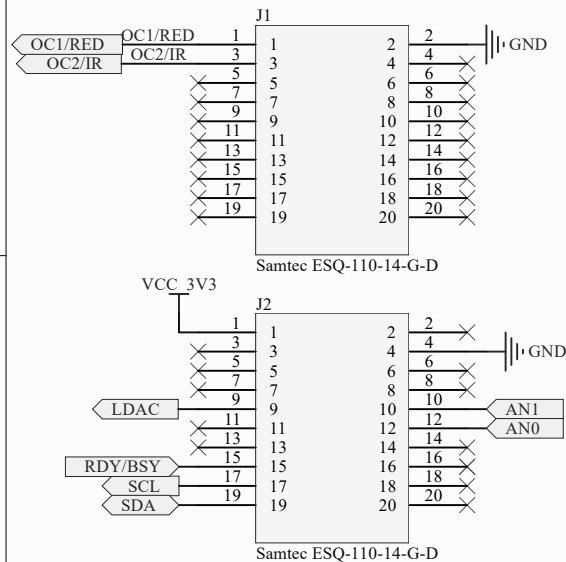 J1
OC1/RED OC1/RED 1 1 2 2 GND
OC2/IR OC2/IR 3 3 4 4
5 5 6 6
7 7 8 8
9 9 10 10
11 11 12 12
13 13 14 14
15 15 16 16
17 17 18 18
19 19 20 20
Samtec ESQ-110-14-G-D
VCC_3V3
J2
1 1 2 2
3 3 4 4 GND
5 5 6 6
7 7 8 8
LDAC 9 9 10 10 AN1
11 11 12 12 AN0
13 13 14 14
RDY/BSY 15 15 16 16
SCL 17 17 18 18
SDA 19 19 20 20
Samtec ESQ-110-14-G-D